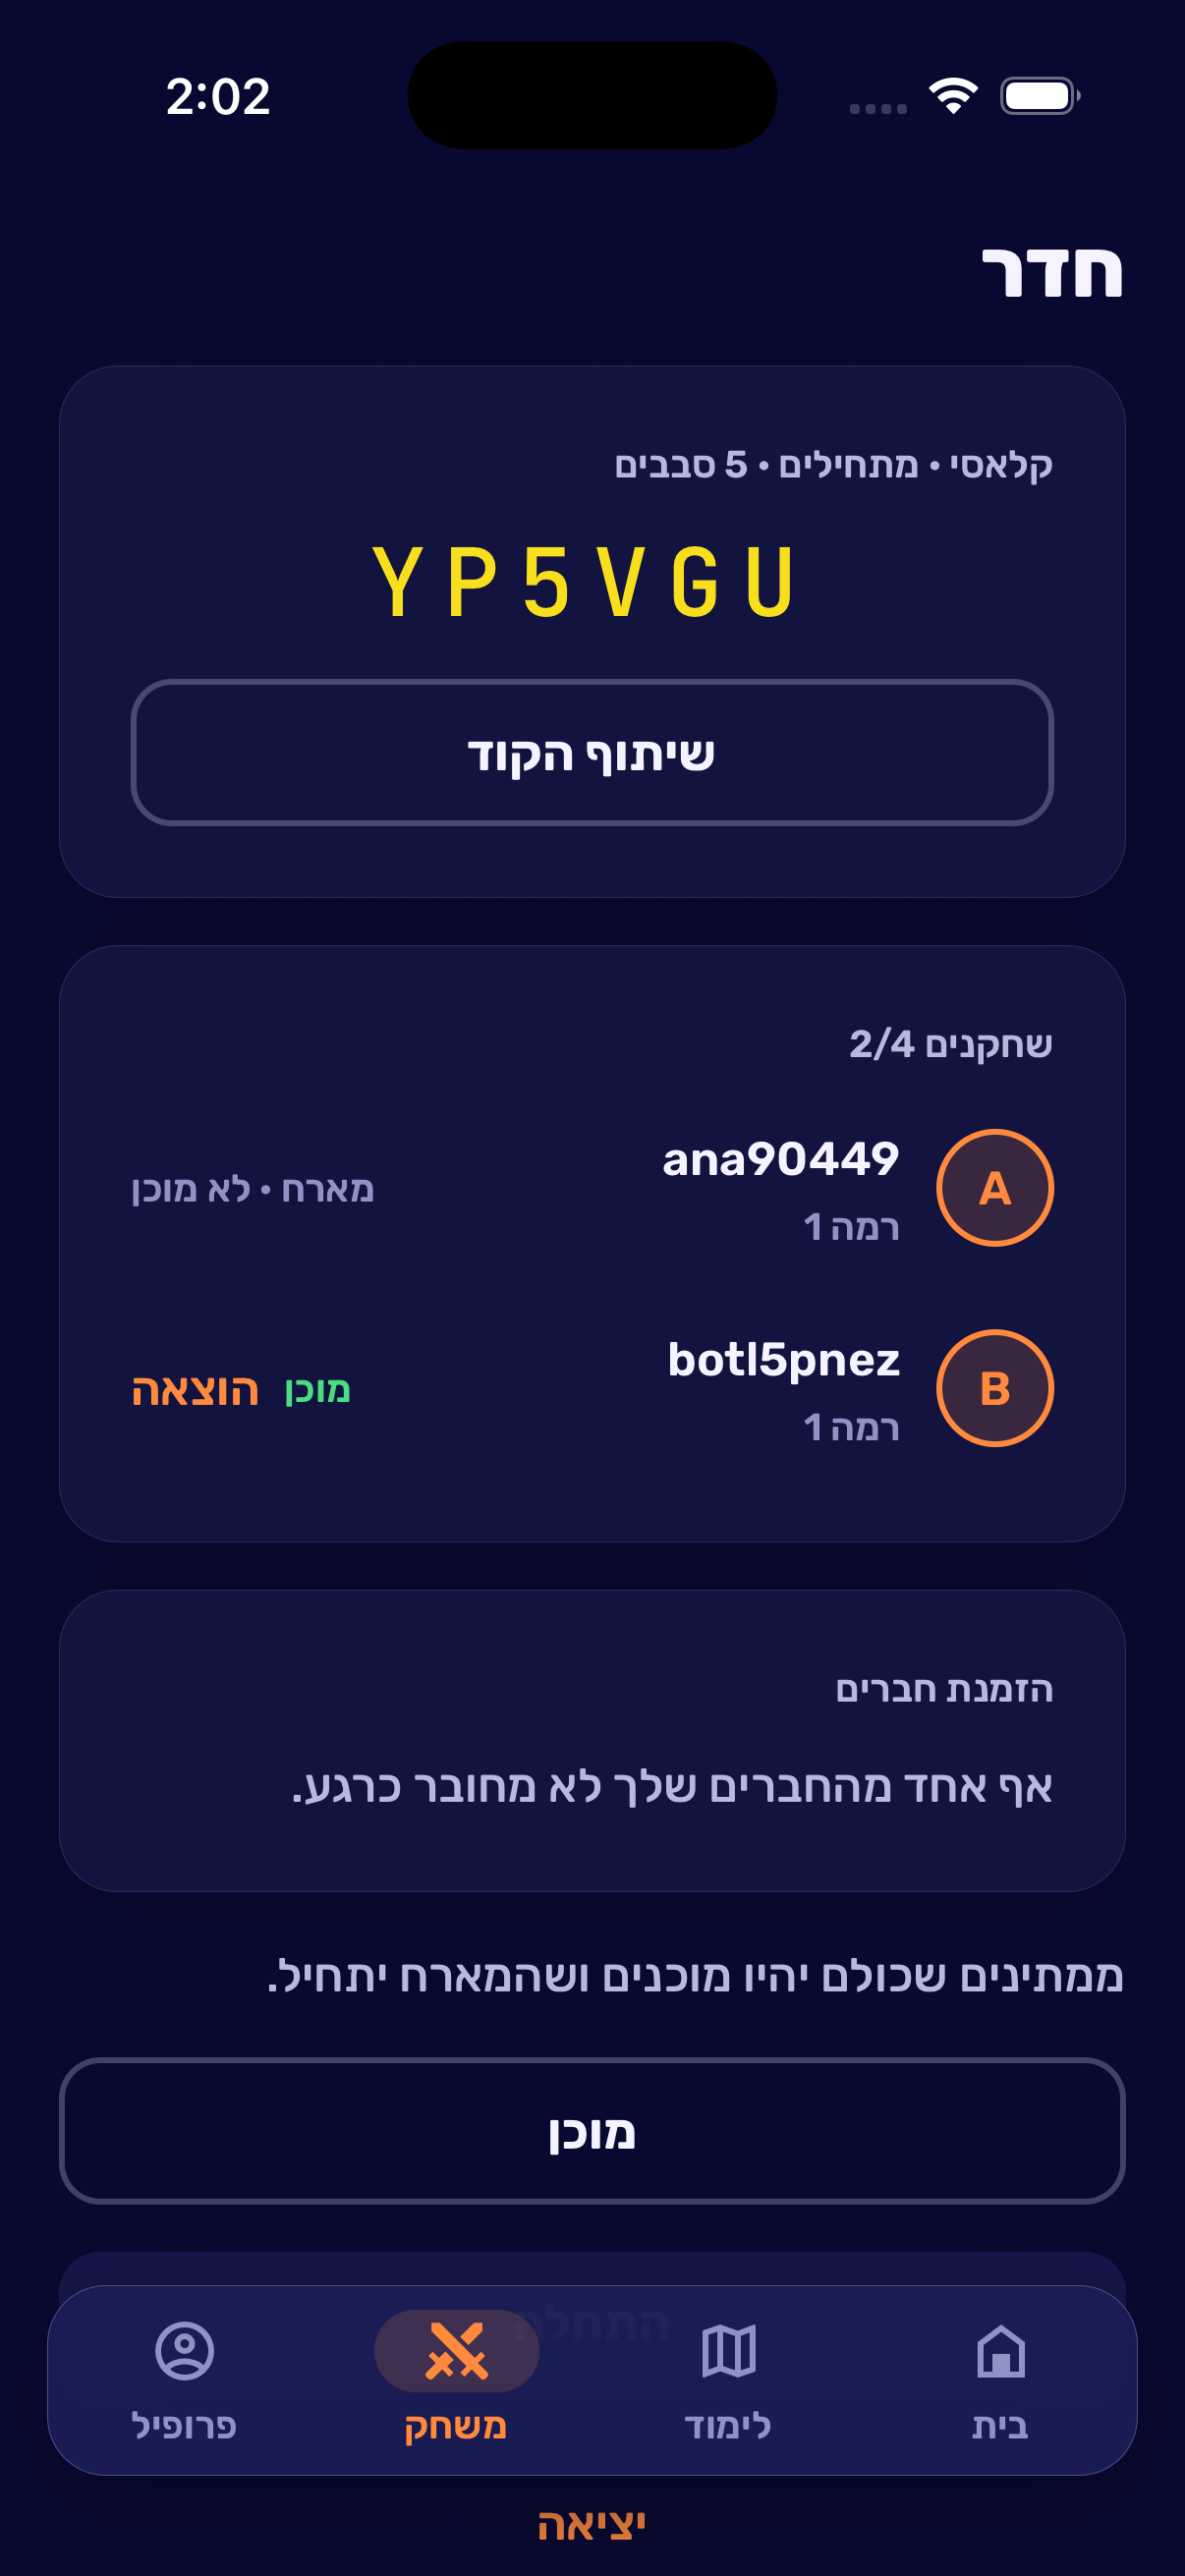 2:02
חדר
קלאסי • מתחילים • 5 סבבים
YP5VGU
שיתוף הקוד
שחקנים 2/4
A
ana90449
רמה 1
מארח • לא מוכן
B
botl5pnez
רמה 1
מוכן
הוצאה
הזמנת חברים
אף אחד מהחברים שלך לא מחובר כרגע.
ממתינים שכולם יהיו מוכנים ושהמארח יתחיל.
מוכן
התחלה
בית
לימוד
משחק
פרופיל
יציאה